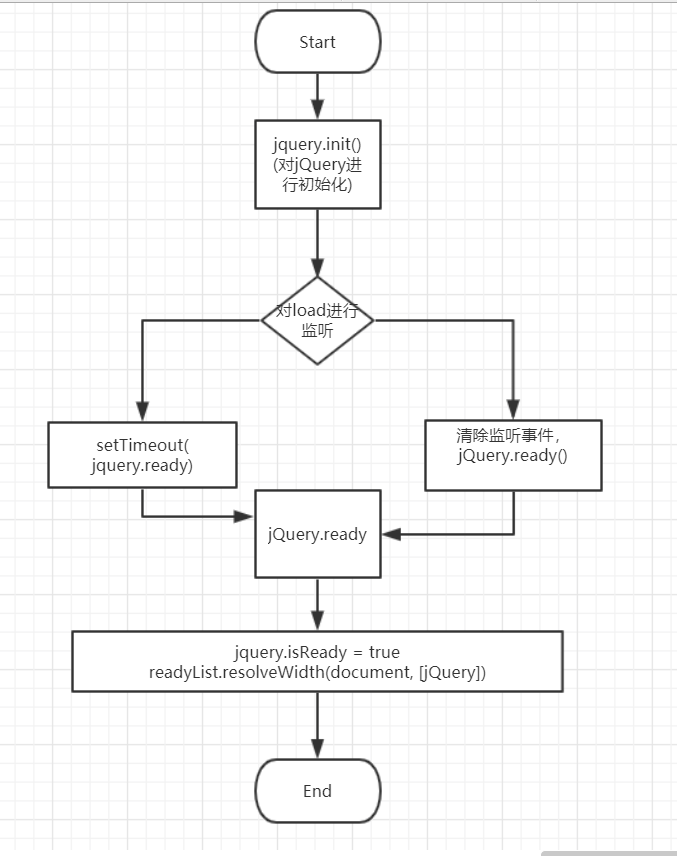 Start
jquery.init()
(对jQuery进
行初始化)
对load进行
监听
setTimeout(
jquery.ready)
清除监听事件，
jQuery.ready()
jQuery.ready
jquery.isReady = true
readyList.resolveWidth(document, [jQuery])
End